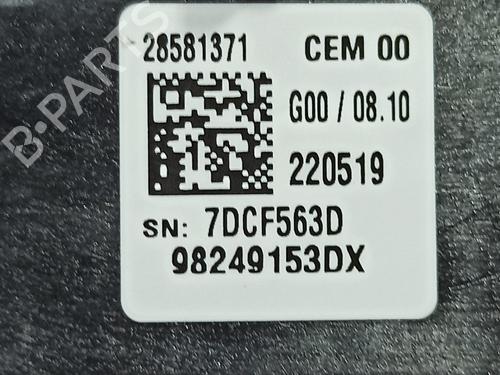 28581371 CEM 00
G00 / 08.10
220519
SN: 7DCF563D
98249153DX
B-PARTS